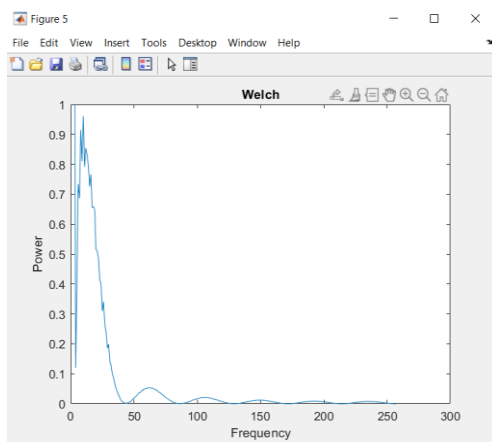 Figure 5
File Edit View Insert Tools Desktop Window Help
Welch
1
0.9
0.8
0.7
0.6
0.5
0.4
0.3
0.2
0.1
0
Power
0 50 100 150 200 250 300
Frequency